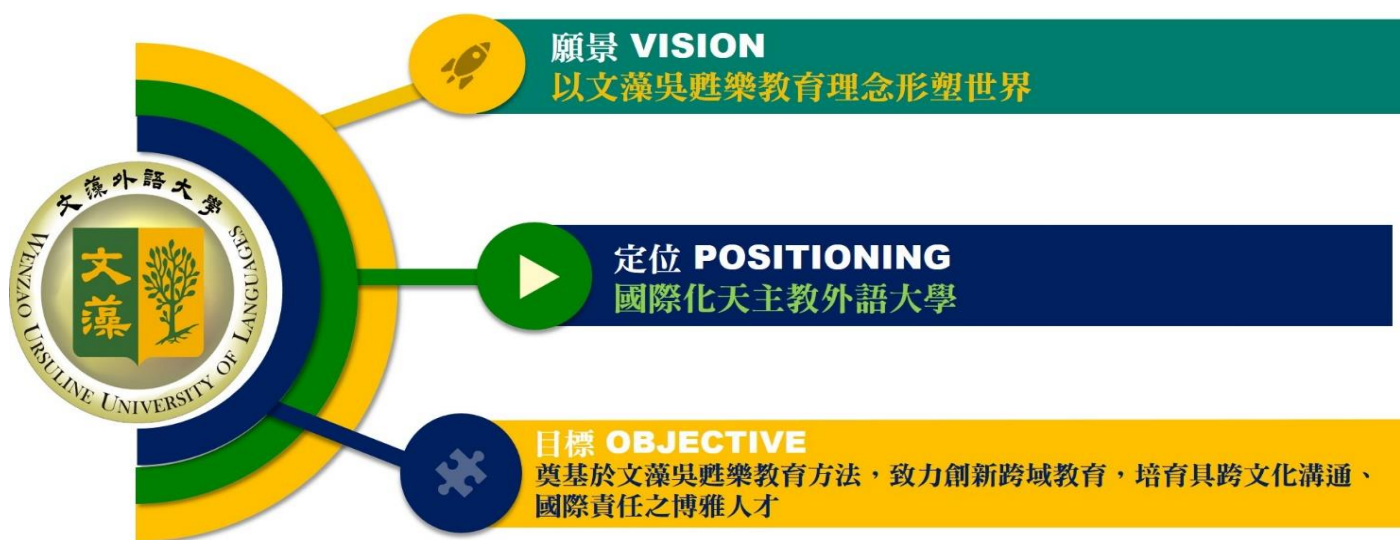 文藻外語大學
WENZAO URSULINE UNIVERSITY OF LANGUAGES
文藻
願景 VISION
以文藻吳甦樂教育理念形塑世界
定位 POSITIONING
國際化天主教外語大學
目標 OBJECTIVE
奠基於文藻吳甦樂教育方法，致力創新跨域教育，培育具跨文化溝通、
國際責任之博雅人才